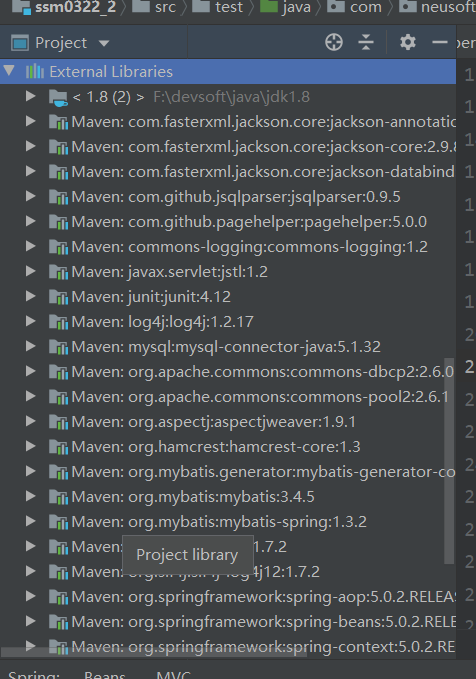 ssm0322_2 src test java com neusoft
Project
External Libraries
< 1.8 (2) > F:\devsoft\java\jdk1.8
Maven: com.fasterxml.jackson.core:jackson-annotatio
Maven: com.fasterxml.jackson.core:jackson-core:2.9.8
Maven: com.fasterxml.jackson.core:jackson-databind
Maven: com.github.jsqlparser:jsqlparser:0.9.5
Maven: com.github.pagehelper:pagehelper:5.0.0
Maven: commons-logging:commons-logging:1.2
Maven: javax.servlet:jstl:1.2
Maven: junit:junit:4.12
Maven: log4j:log4j:1.2.17
Maven: mysql:mysql-connector-java:5.1.32
Maven: org.apache.commons:commons-dbcp2:2.6.0
Maven: org.apache.commons:commons-pool2:2.6.1
Maven: org.aspectj:aspectjweaver:1.9.1
Maven: org.hamcrest:hamcrest-core:1.3
Maven: org.mybatis.generator:mybatis-generator-co
Maven: org.mybatis:mybatis:3.4.5
Maven: org.mybatis:mybatis-spring:1.3.2
Maven: 1.7.2
Project library
Maven: org.slf4j:slf4j-log4j12:1.7.2
Maven: org.springframework:spring-aop:5.0.2.RELEAS
Maven: org.springframework:spring-beans:5.0.2.RELE
Maven: org.springframework:spring-context:5.0.2.REL
Spring: Beans MVC